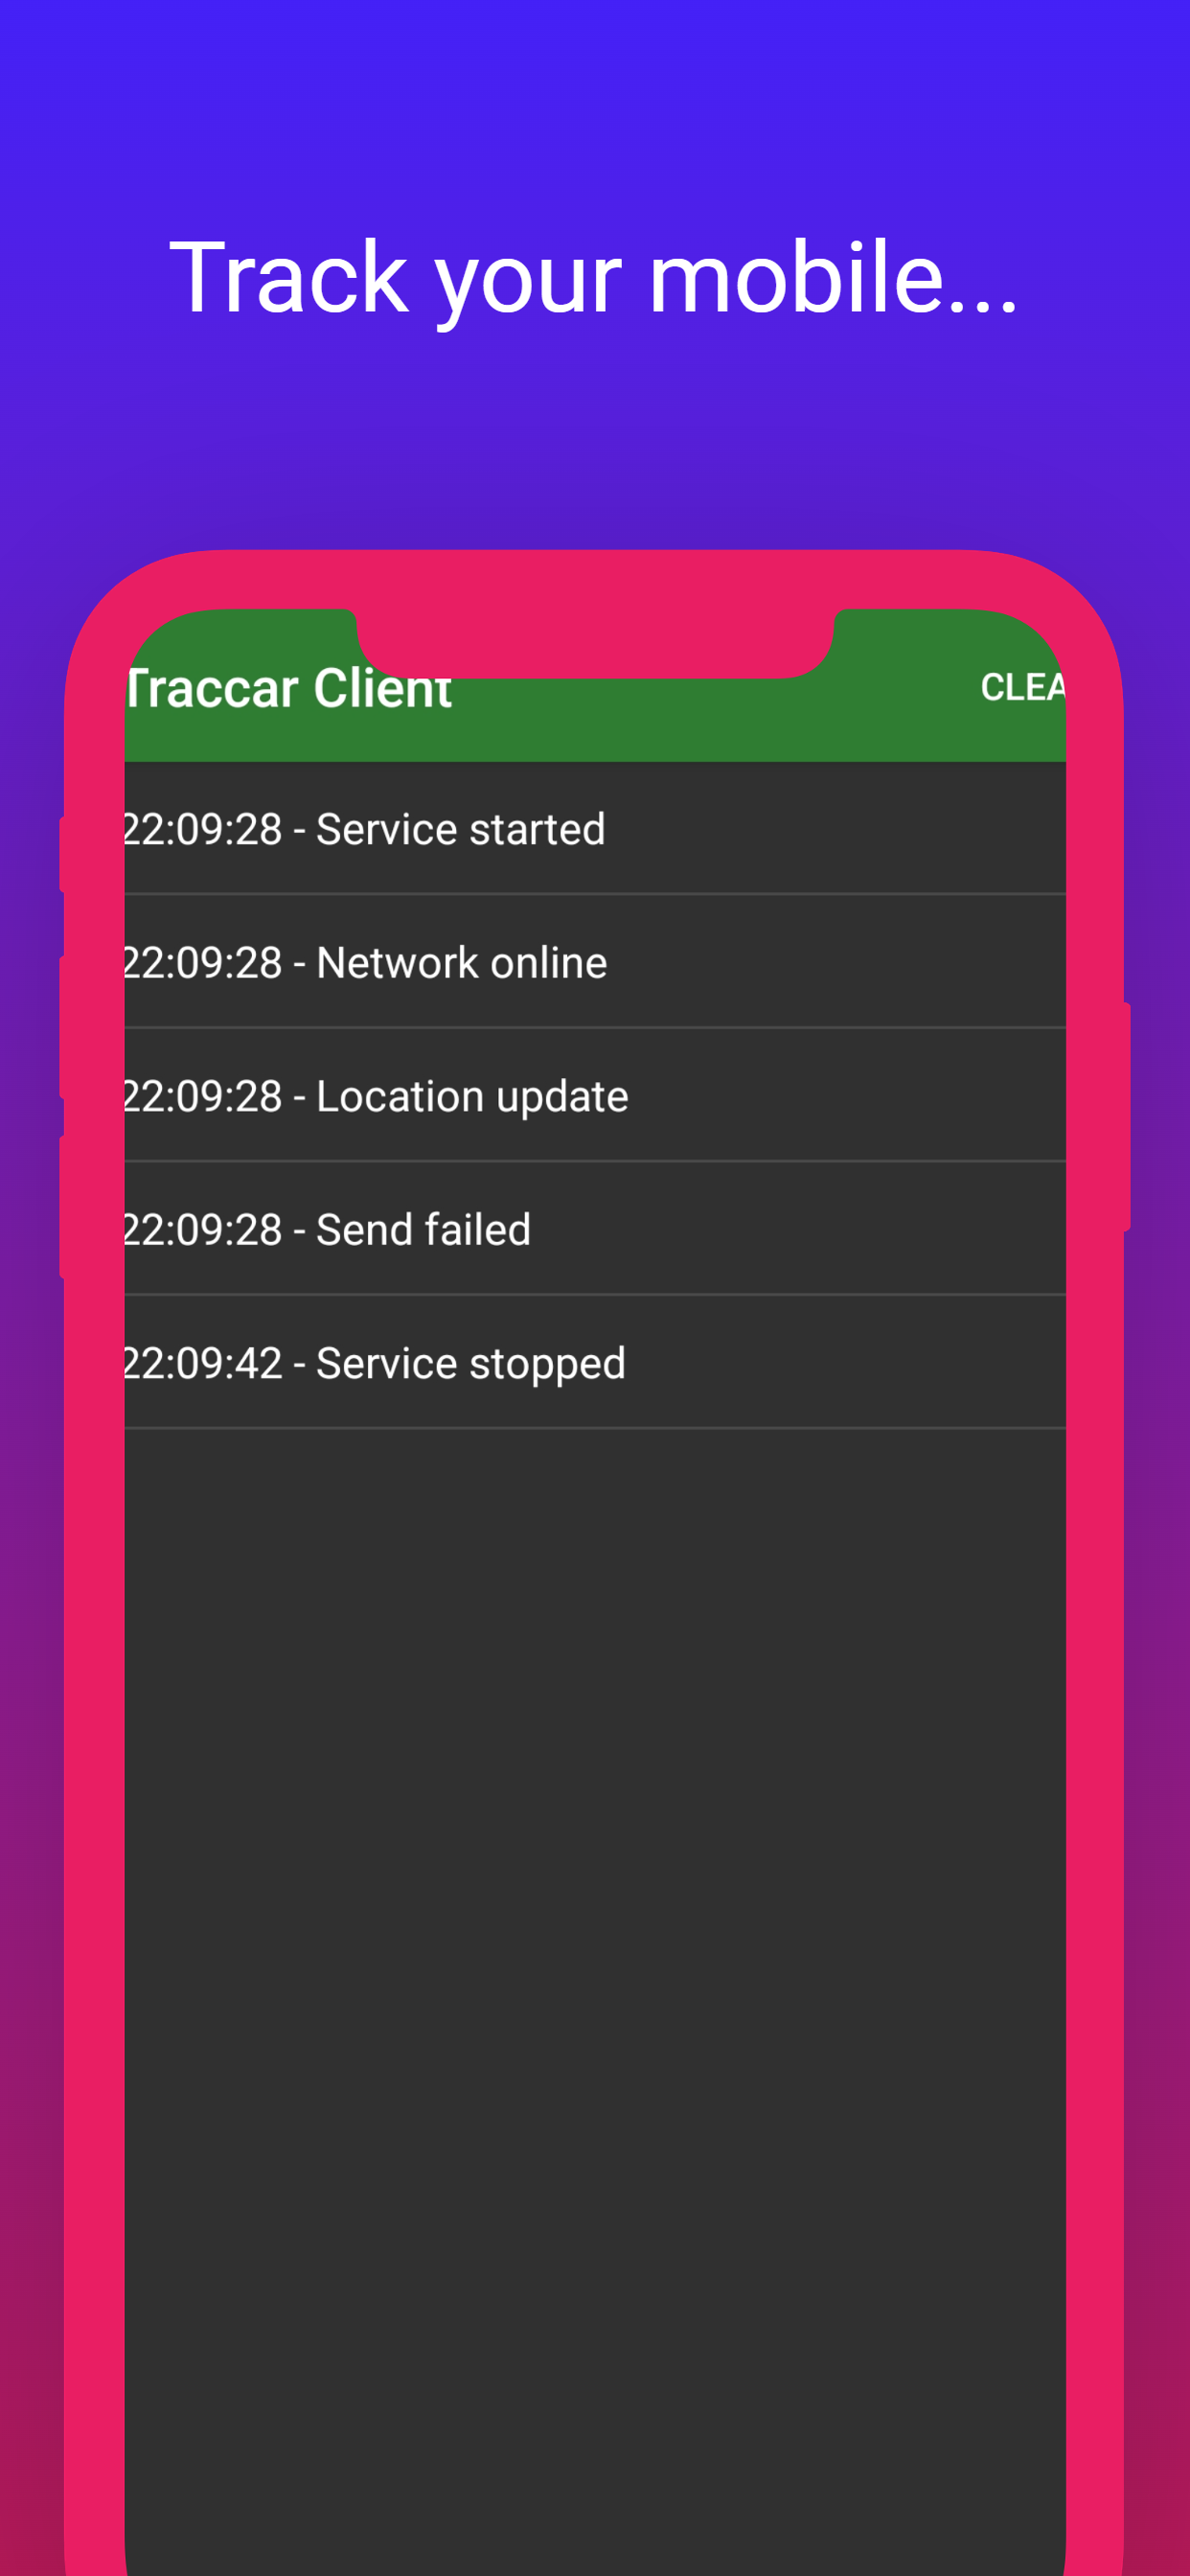 Track your mobile...
Traccar Client
CLEA
22:09:28 - Service started
22:09:28 - Network online
22:09:28 - Location update
22:09:28 - Send failed
22:09:42 - Service stopped